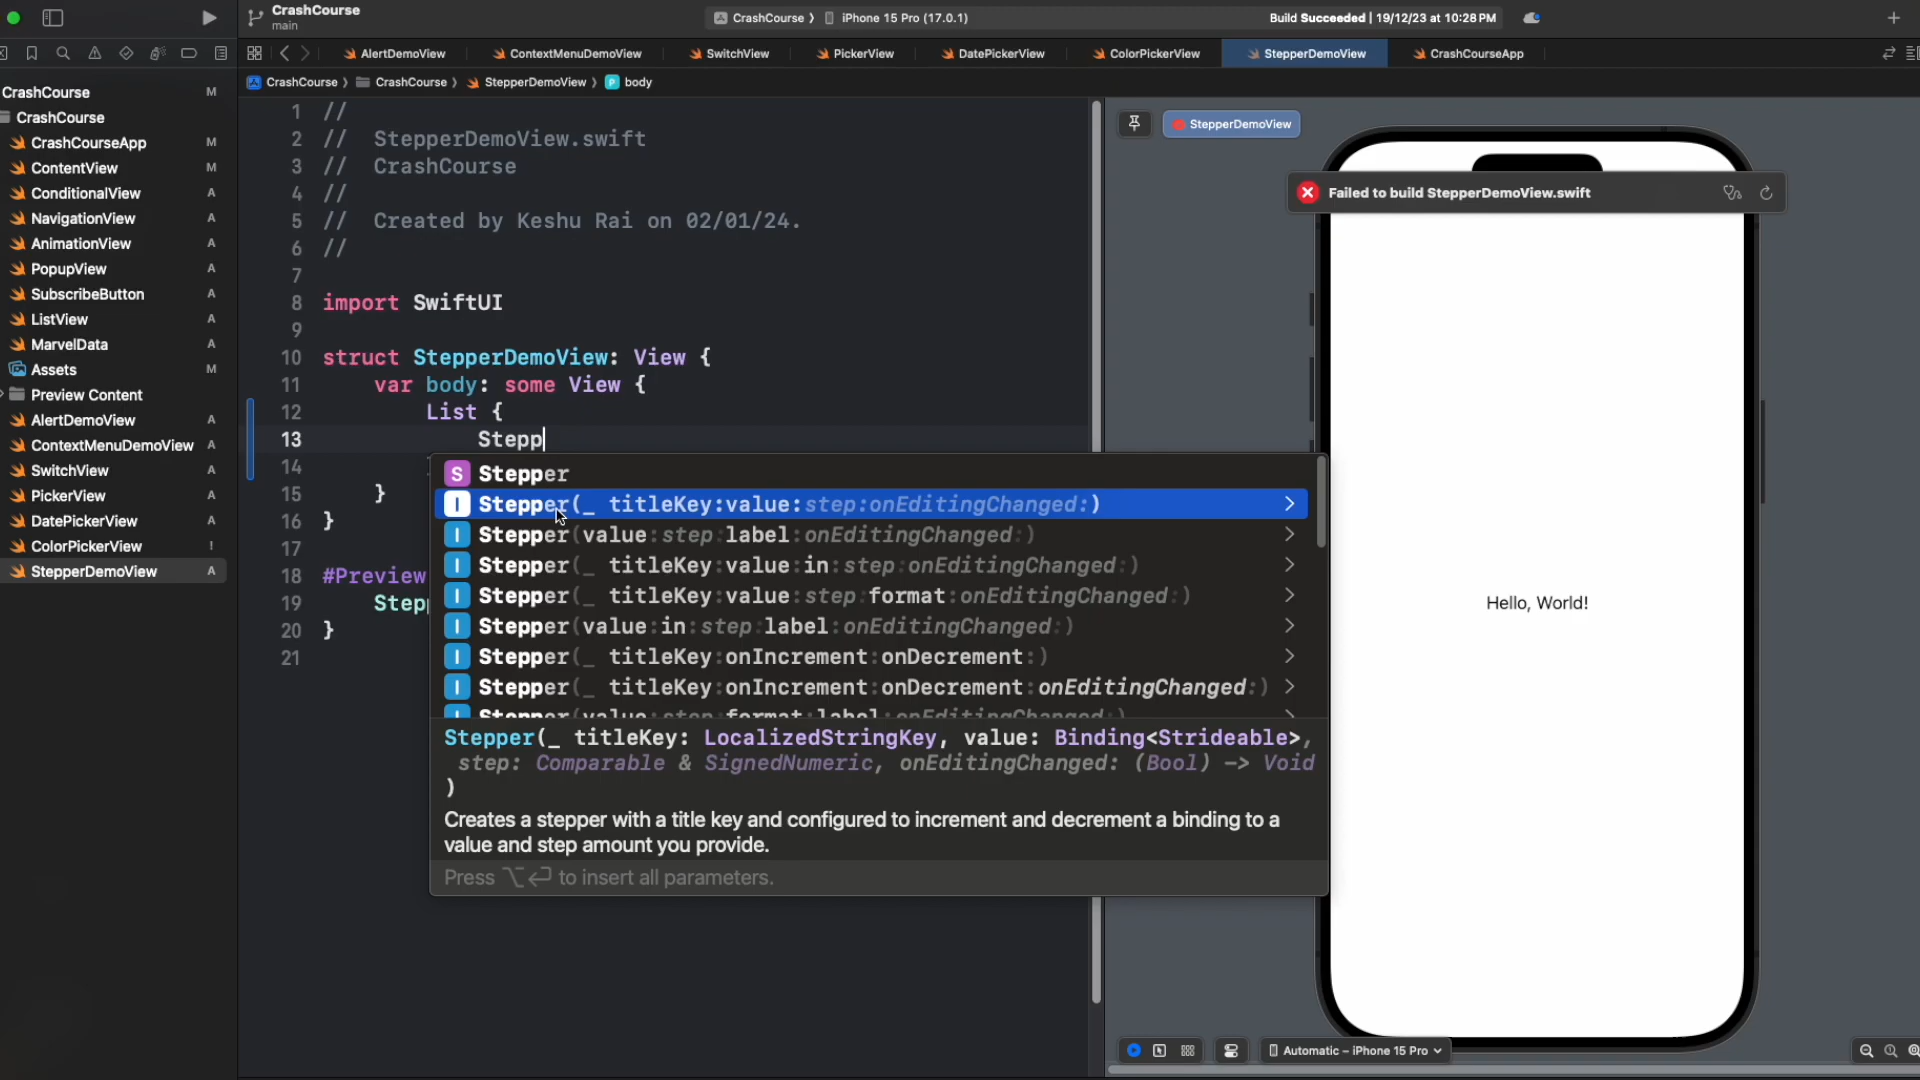 CrashCourse
main
CrashCourse
iPhone 15 Pro (17.0.1)
Build Succeeded | 19/12/23 at 10:28 PM
AlertDemoView
ContextMenuDemoView
SwitchView
PickerView
DatePickerView
ColorPickerView
StepperDemoView
CrashCourseApp
CrashCourse
CrashCourse
StepperDemoView
body
CrashCourse M
CrashCourse
CrashCourseApp M
ContentView M
ConditionalView A
NavigationView A
AnimationView A
PopupView A
SubscribeButton A
ListView A
MarvelData A
Assets M
Preview Content
AlertDemoView A
ContextMenuDemoView A
SwitchView A
PickerView A
DatePickerView A
ColorPickerView !
StepperDemoView A
1 //
2 // StepperDemoView.swift
3 // CrashCourse
4 //
5 // Created by Keshu Rai on 02/01/24.
6 //
7
8 import SwiftUI
9
10 struct StepperDemoView: View {
11 var body: some View {
12 List {
13 Stepp
14
15 }
16 }
17
18 #Preview
19 Step
20 }
21
S Stepper
I Stepper(_ titleKey:value:step:onEditingChanged:)
I Stepper(value:step:label:onEditingChanged:)
I Stepper(_ titleKey:value:in:step:onEditingChanged:)
I Stepper(_ titleKey:value:step:format:onEditingChanged:)
I Stepper(value:in:step:label:onEditingChanged:)
I Stepper(_ titleKey:onIncrement:onDecrement:)
I Stepper(_ titleKey:onIncrement:onDecrement:onEditingChanged:)
I Stepper(value:step:format:label:onEditingChanged:)
Stepper(_ titleKey: LocalizedStringKey, value: Binding<Strideable>,
step: Comparable & SignedNumeric, onEditingChanged: (Bool) -> Void
)
Creates a stepper with a title key and configured to increment and decrement a binding to a
value and step amount you provide.
Press ⌥↩ to insert all parameters.
StepperDemoView
Failed to build StepperDemoView.swift
Hello, World!
Automatic – iPhone 15 Pro